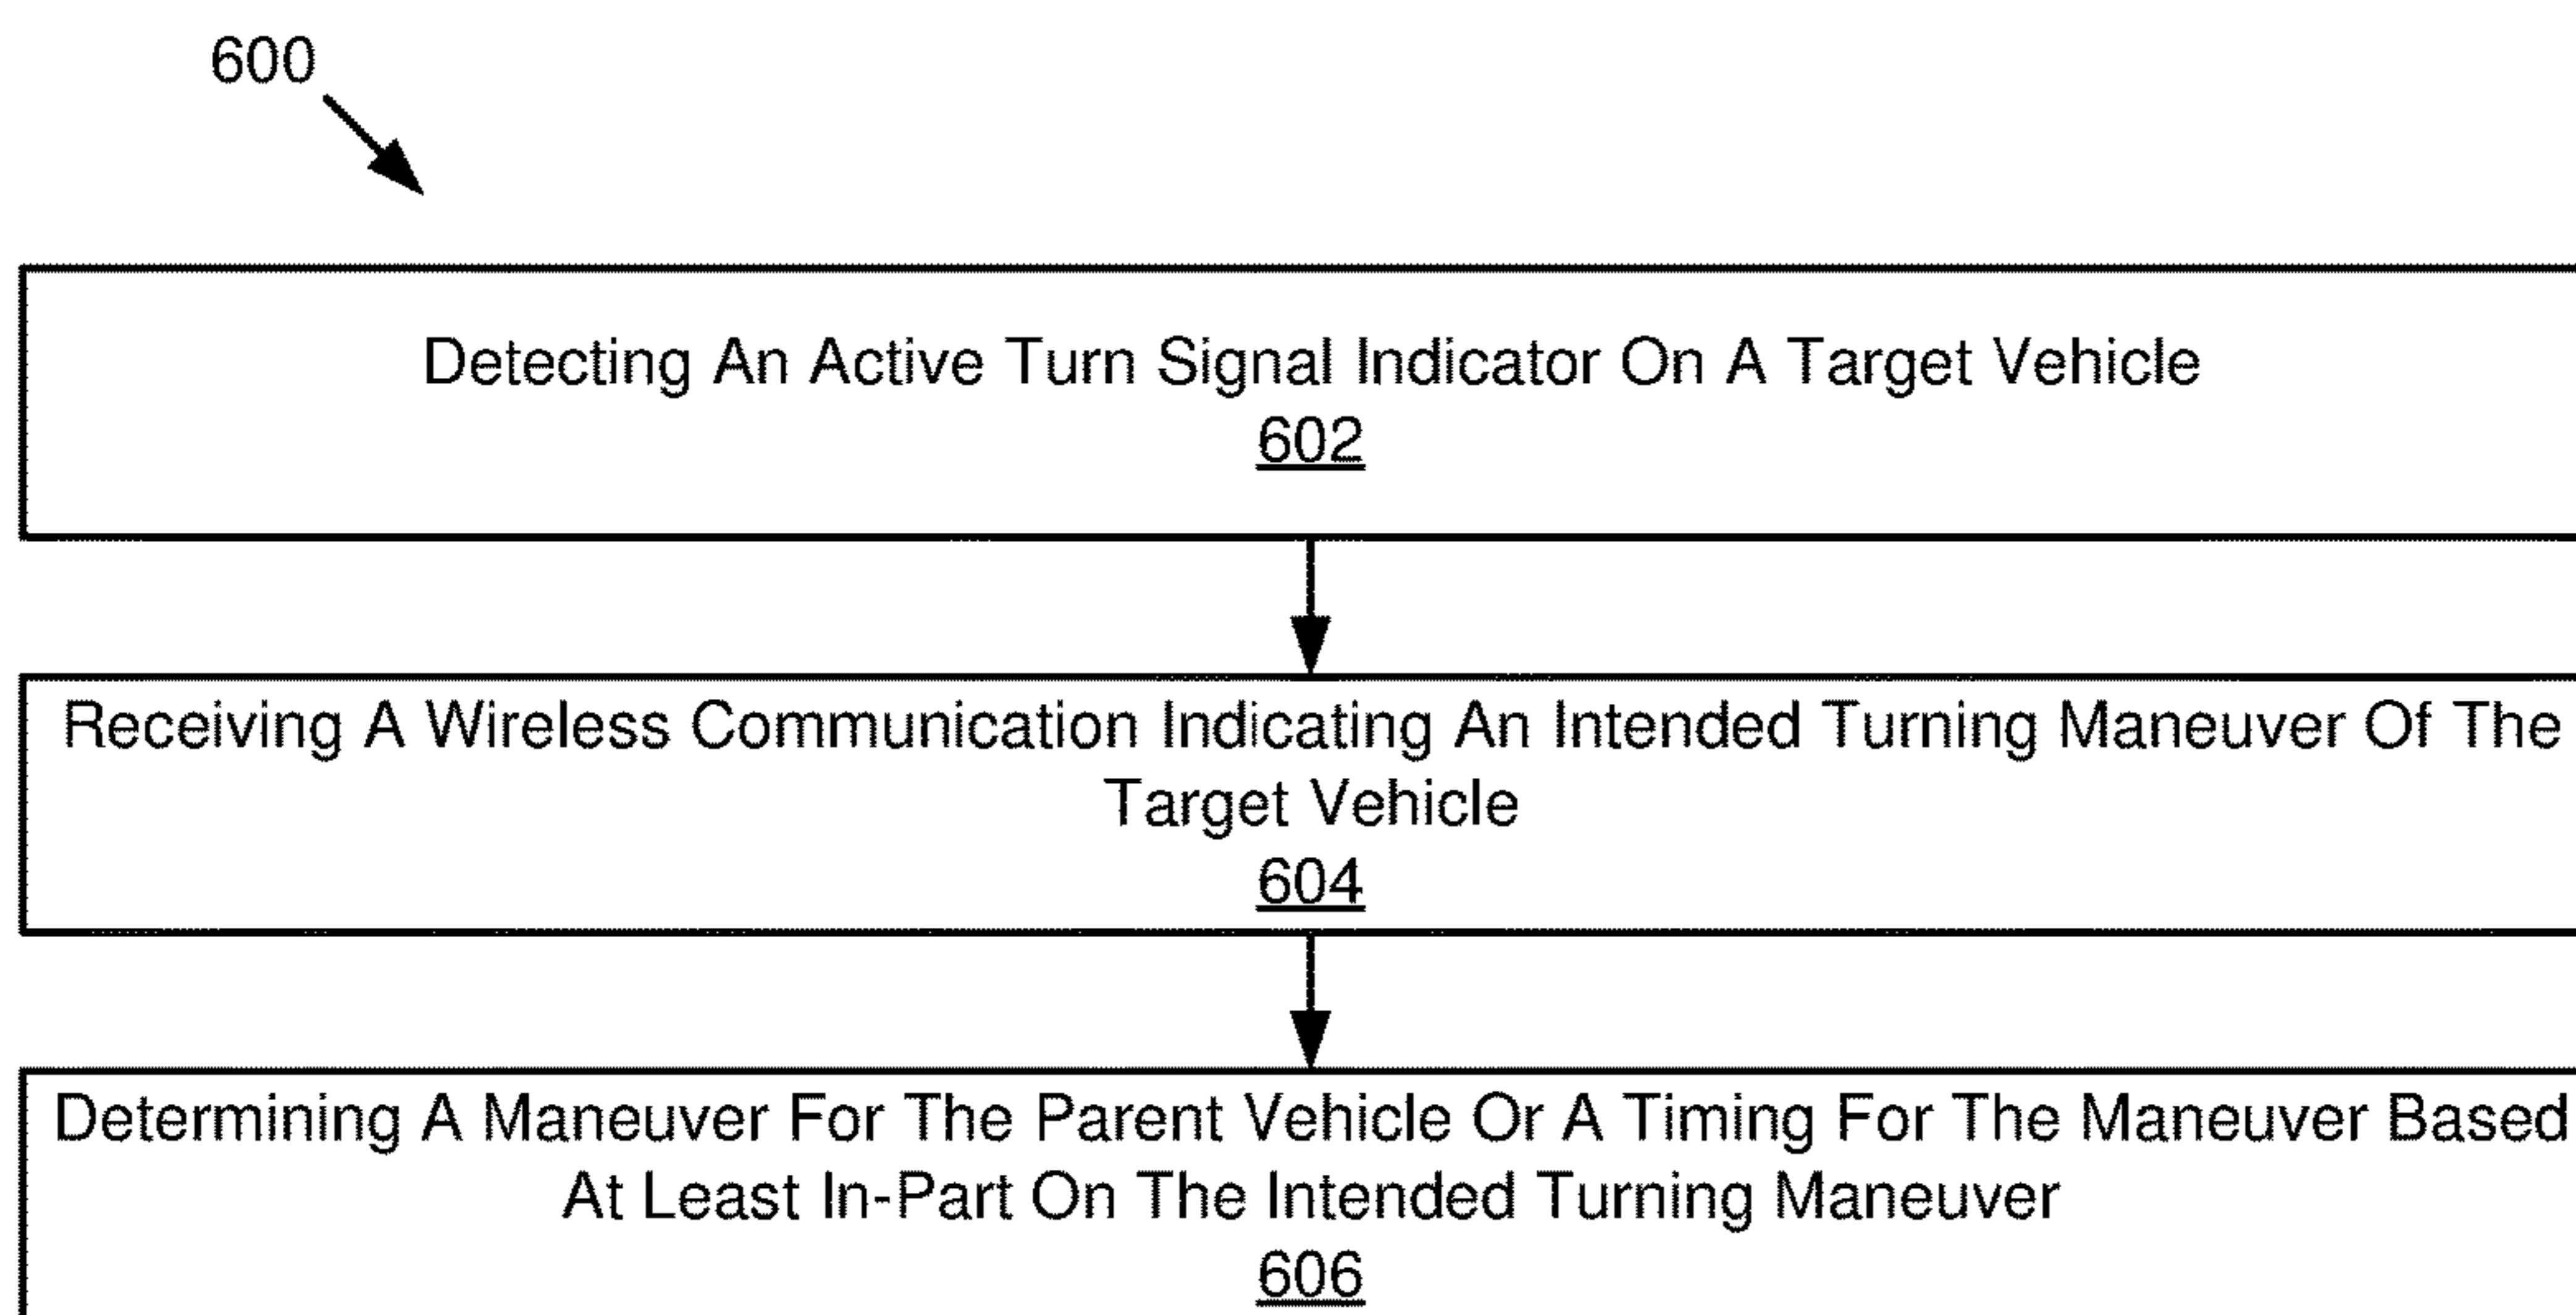 600
Detecting An Active Turn Signal Indicator On A Target Vehicle
602
Receiving A Wireless Communication Indicating An Intended Turning Maneuver Of The
Target Vehicle
604
Determining A Maneuver For The Parent Vehicle Or A Timing For The Maneuver Based
At Least In-Part On The Intended Turning Maneuver
606